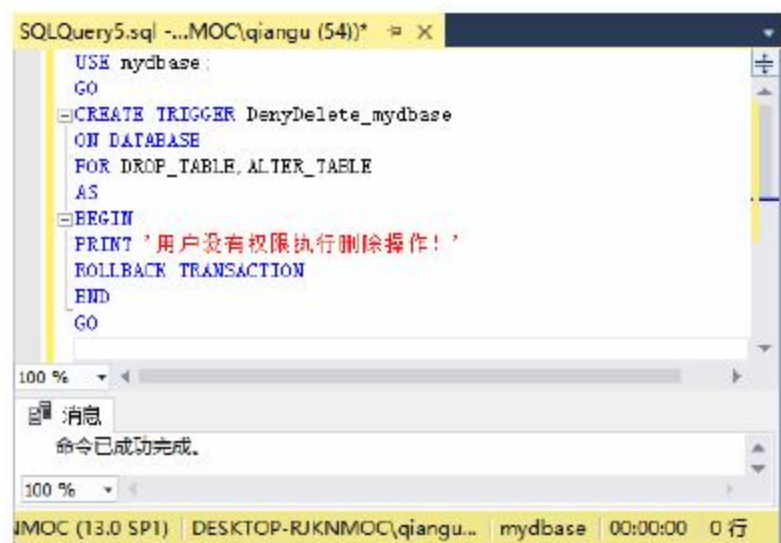 SQLQuery5.sql -...MOC\qiangu (54))* 
USE mydbase;
GO
CREATE TRIGGER DenyDelete_mydbase
ON DATABASE
FOR DROP_TABLE,ALTER_TABLE
AS
BEGIN
PRINT '用户没有权限执行删除操作！'
ROLLBACK TRANSACTION
END
GO
100 %
消息
命令已成功完成。
100 %
NMOC (13.0 SP1) DESKTOP-RJKNMOC\qiangu... mydbase 00:00:00 0 行